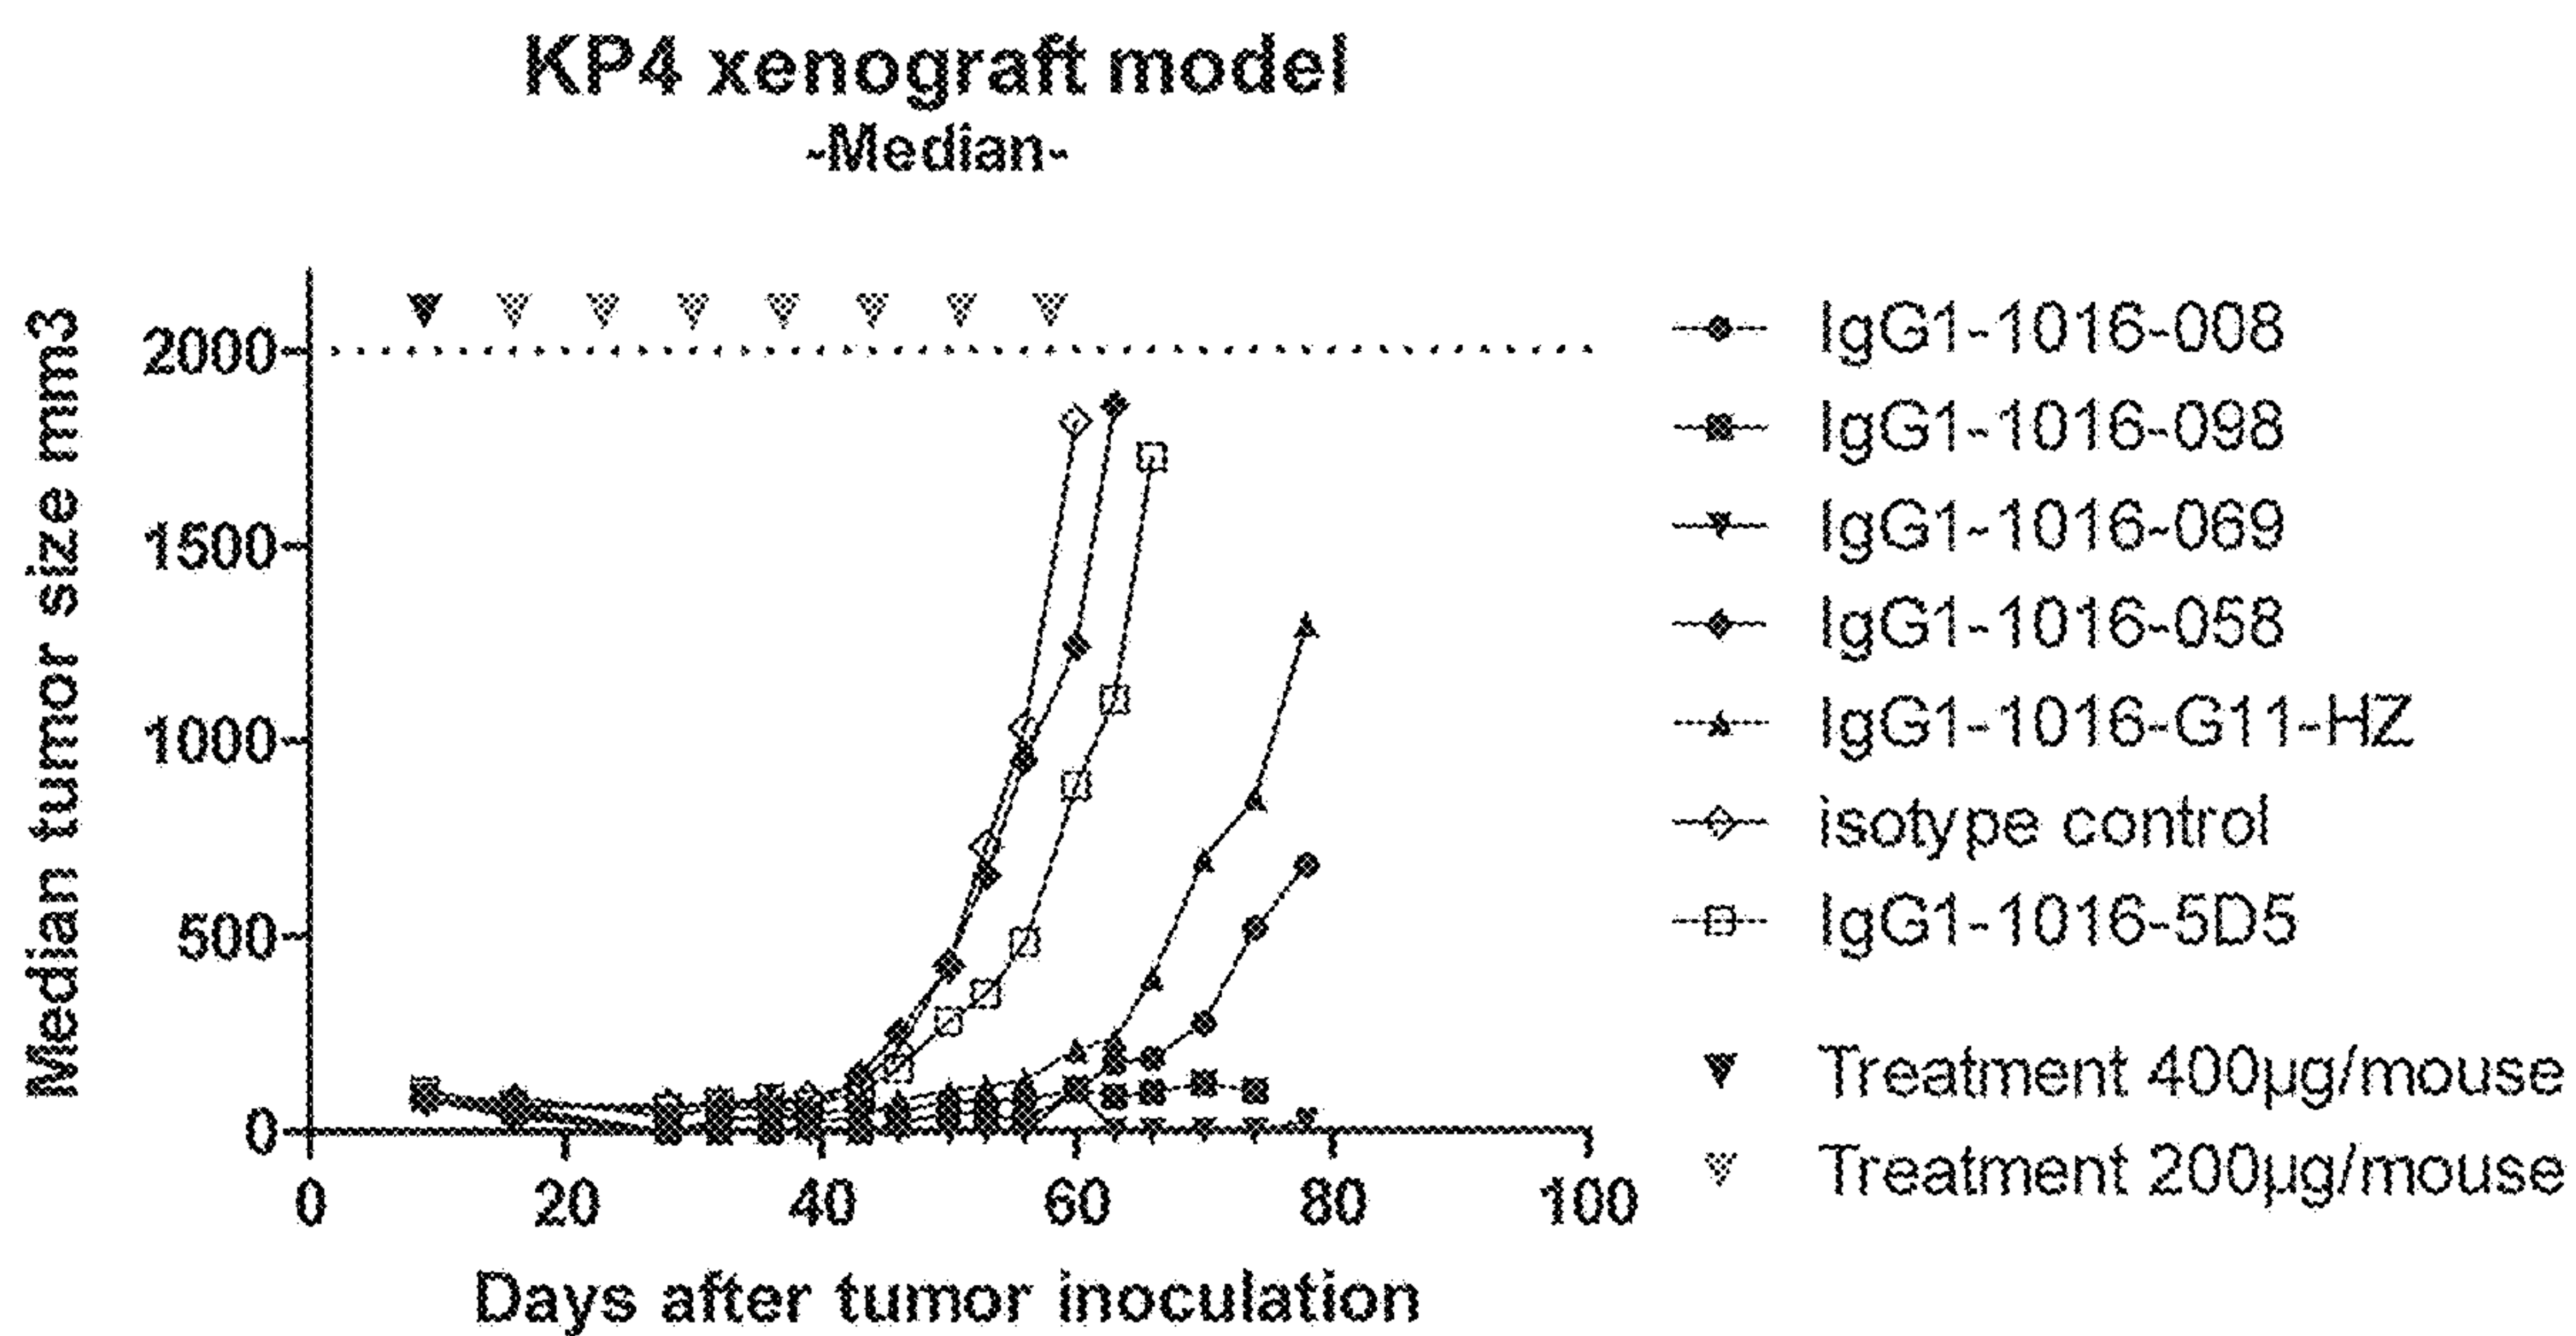 KP4 xenograft model
-Median-
Median tumor size mm3
2000
1500
1000
500
0
0 20 40 60 80 100
Days after tumor inoculation
IgG1-1016-008
IgG1-1016-098
IgG1-1016-069
IgG1-1016-058
IgG1-1016-G11-HZ
isotype control
IgG1-1016-5D5
Treatment 400µg/mouse
Treatment 200µg/mouse